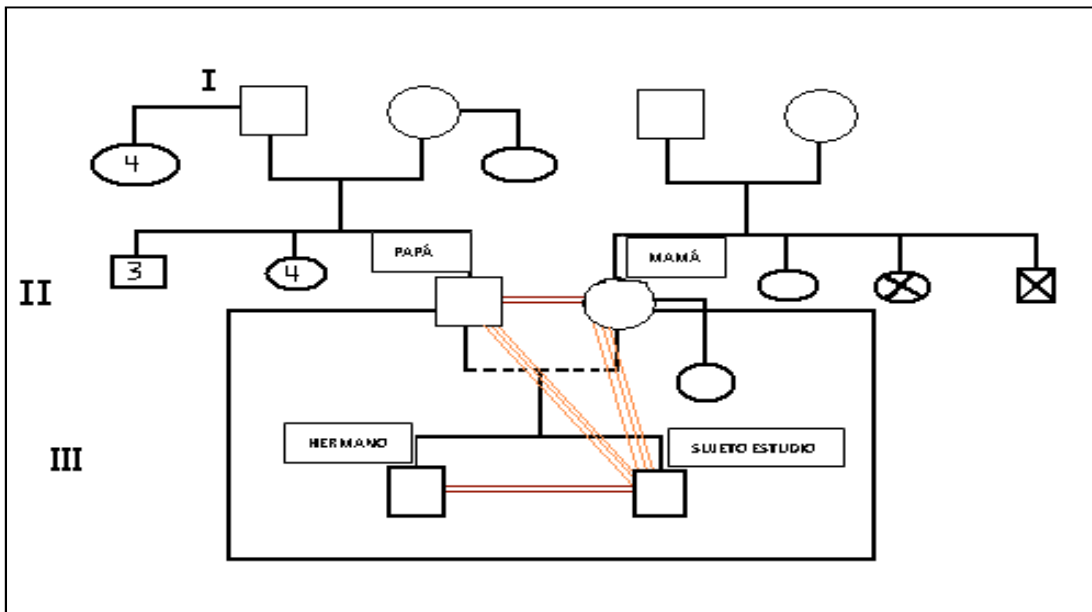 I
4
PAPÁ
MAMÁ
3
4
II
HERMANO
SUJETO ESTUDIO
III